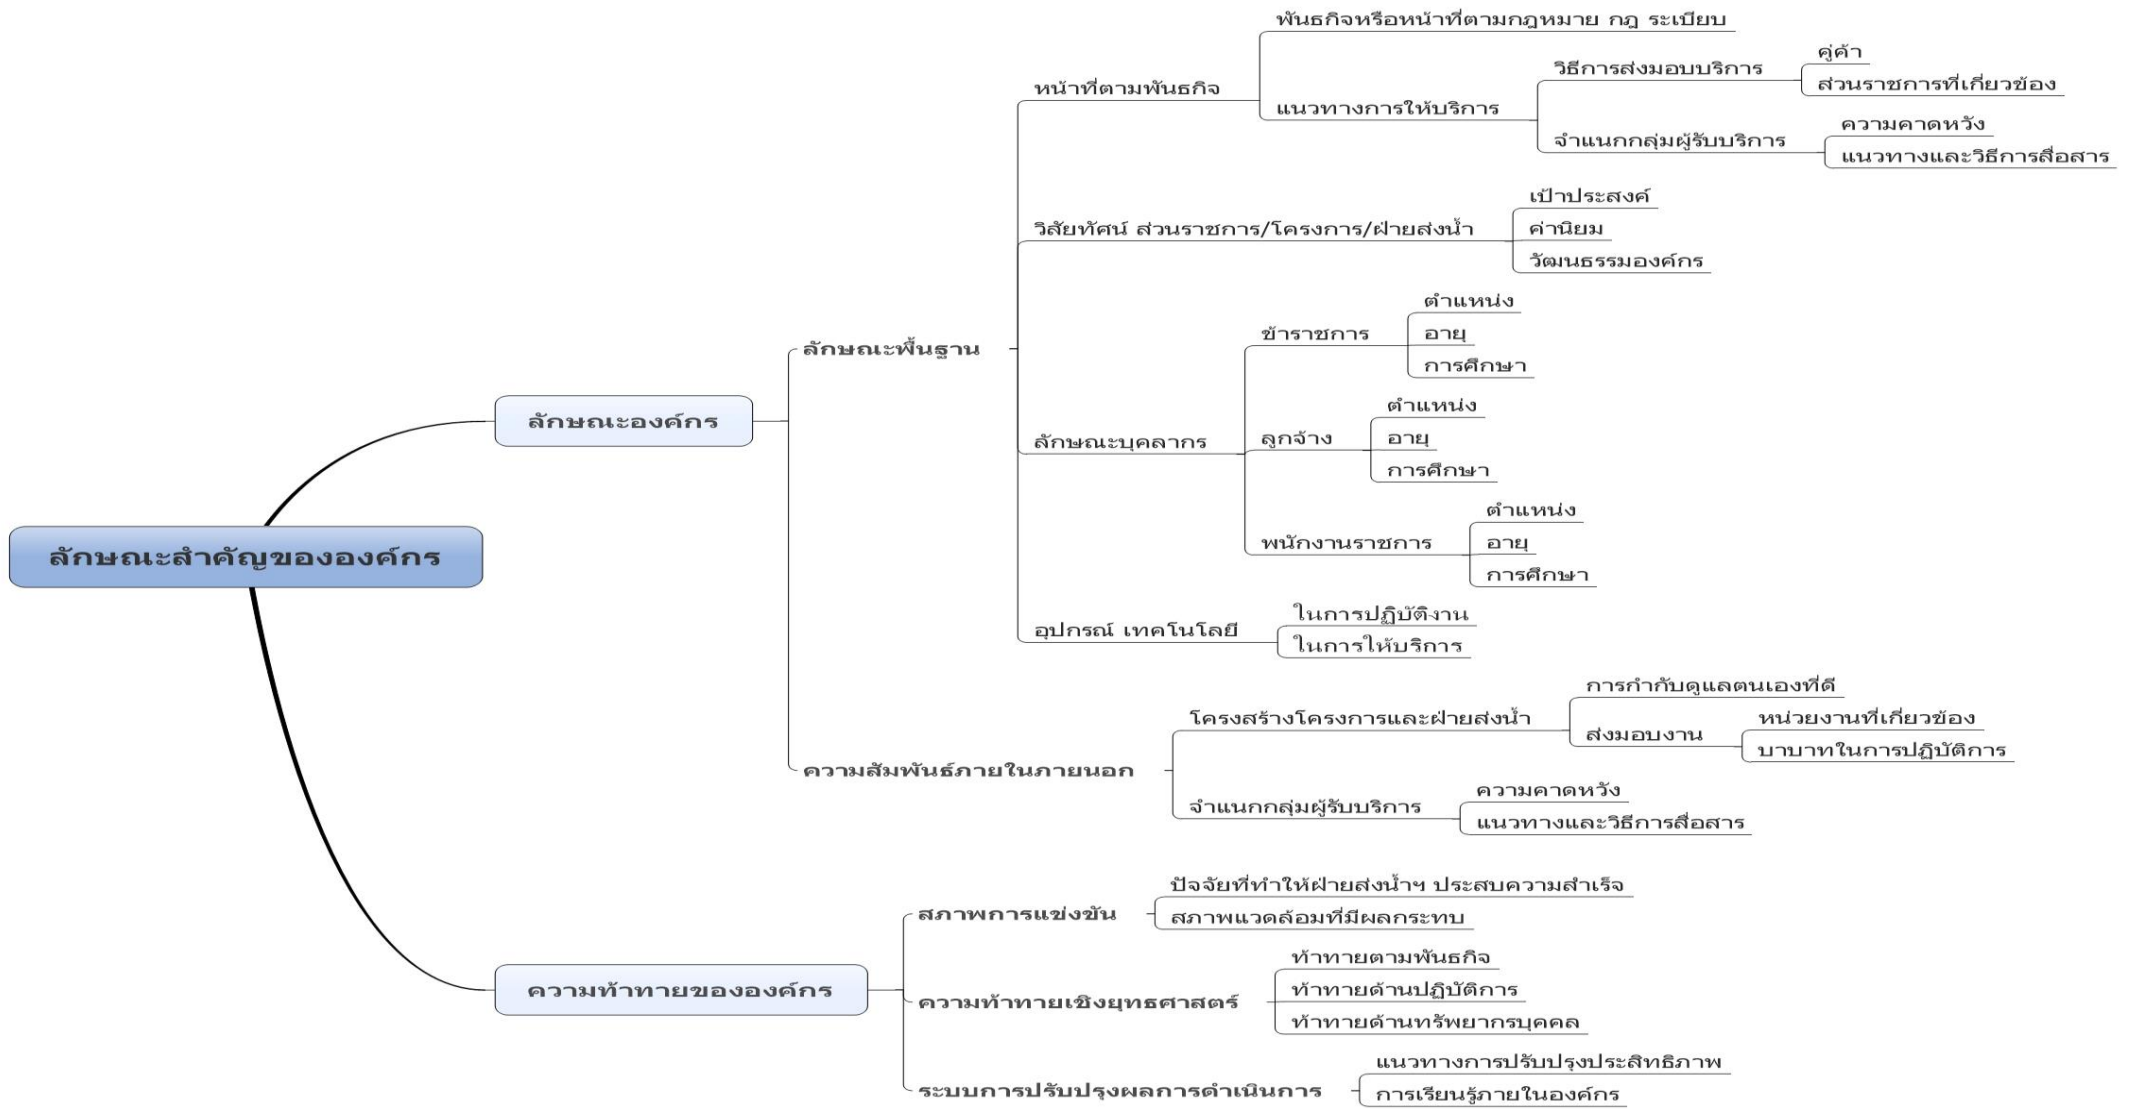 ลักษณะสำคัญขององค์กร
ลักษณะองค์กร
ลักษณะพื้นฐาน
หน้าที่ตามพันธกิจ
พันธกิจหรือหน้าที่ตามกฎหมาย กฎ ระเบียบ
แนวทางการให้บริการ
วิธีการส่งมอบบริการ
คู่ค้า
ส่วนราชการที่เกี่ยวข้อง
จำแนกกลุ่มผู้รับบริการ
ความคาดหวัง
แนวทางและวิธีการสื่อสาร
วิสัยทัศน์ ส่วนราชการ/โครงการ/ฝ่ายส่งน้ำ
เป้าประสงค์
ค่านิยม
วัฒนธรรมองค์กร
ลักษณะบุคลากร
ข้าราชการ
ตำแหน่ง
อายุ
การศึกษา
ลูกจ้าง
ตำแหน่ง
อายุ
การศึกษา
พนักงานราชการ
ตำแหน่ง
อายุ
การศึกษา
อุปกรณ์ เทคโนโลยี
ในการปฏิบัติงาน
ในการให้บริการ
ความสัมพันธ์ภายในภายนอก
โครงสร้างโครงการและฝ่ายส่งน้ำ
การกำกับดูแลตนเองที่ดี
ส่งมอบงาน
หน่วยงานที่เกี่ยวข้อง
บาบาทในการปฏิบัติการ
จำแนกกลุ่มผู้รับบริการ
ความคาดหวัง
แนวทางและวิธีการสื่อสาร
ความท้าทายขององค์กร
สภาพการแข่งขัน
ปัจจัยที่ทำให้ฝ่ายส่งน้ำฯ ประสบความสำเร็จ
สภาพแวดล้อมที่มีผลกระทบ
ความท้าทายเชิงยุทธศาสตร์
ท้าทายตามพันธกิจ
ท้าทายด้านปฏิบัติการ
ท้าทายด้านทรัพยากรบุคคล
ระบบการปรับปรุงผลการดำเนินการ
แนวทางการปรับปรุงประสิทธิภาพ
การเรียนรู้ภายในองค์กร